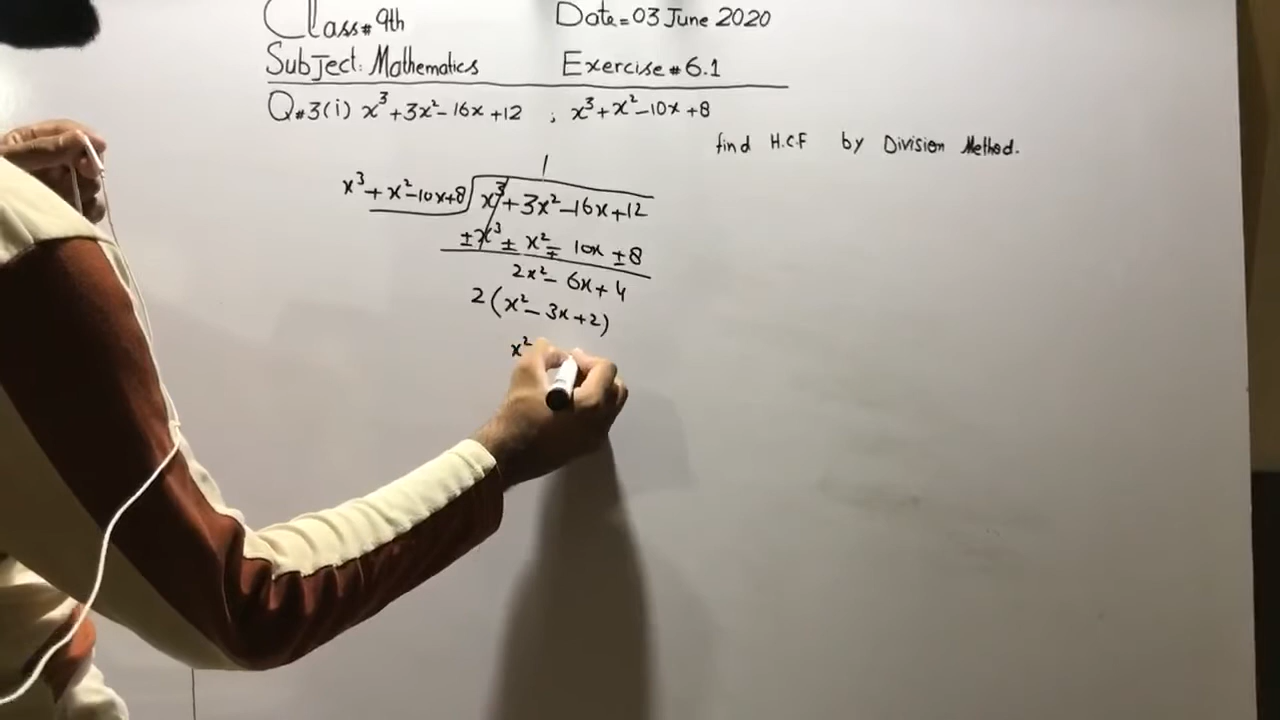 Class# 9th Date=03 June 2020
Subject: Mathematics Exercise#6.1
Q#3(i) x³+3x²-16x+12 ; x³+x²-10x+8
find H.C.F by Division Method.
1
x³+x²-10x+8 x³+3x²-16x+12
±x³±x²∓10x±8
2x²-6x+4
2(x²-3x+2)
x²